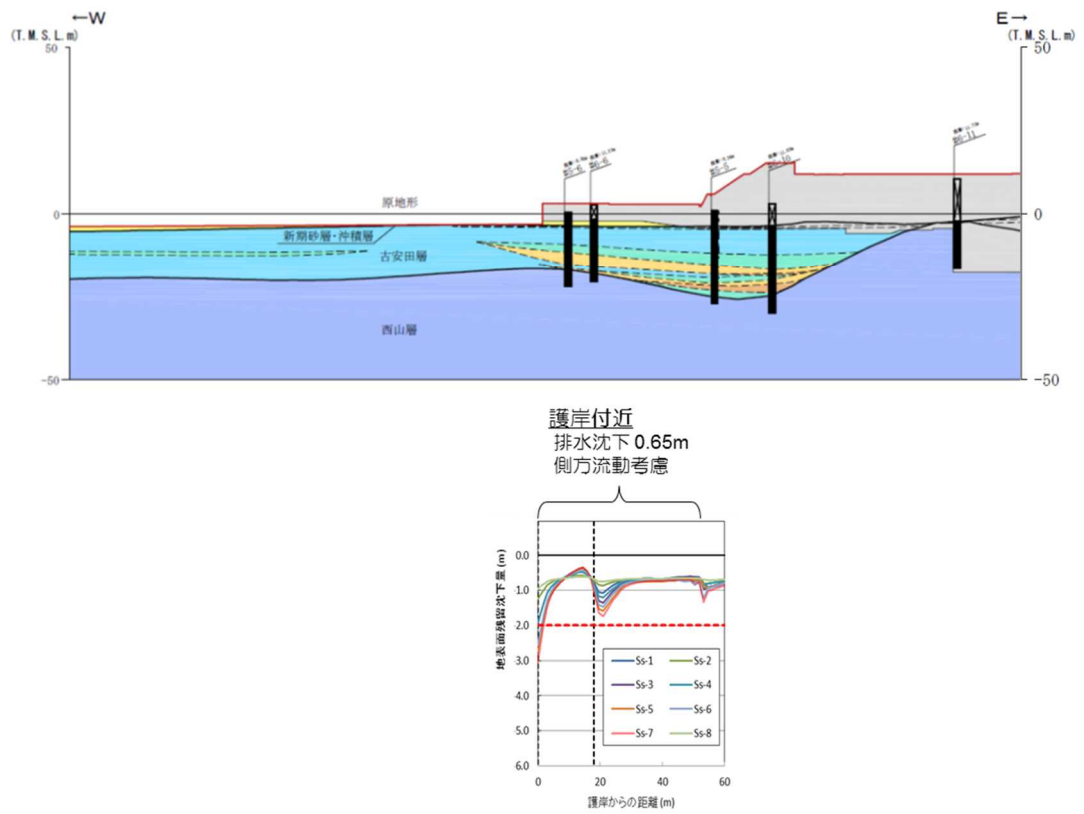 ←W
E→
(T.M.S.L.m)
(T.M.S.L.m)
50
50
原地形
0
0
新期砂層・沖積層
古安田層
西山層
-50
-50
護岸付近
排水沈下 0.65m
側方流動考慮
地表面残留沈下量(m)
0.0
1.0
2.0
3.0
4.0
5.0
6.0
Ss-1
Ss-2
Ss-3
Ss-4
Ss-5
Ss-6
Ss-7
Ss-8
0
20
40
60
護岸からの距離(m)